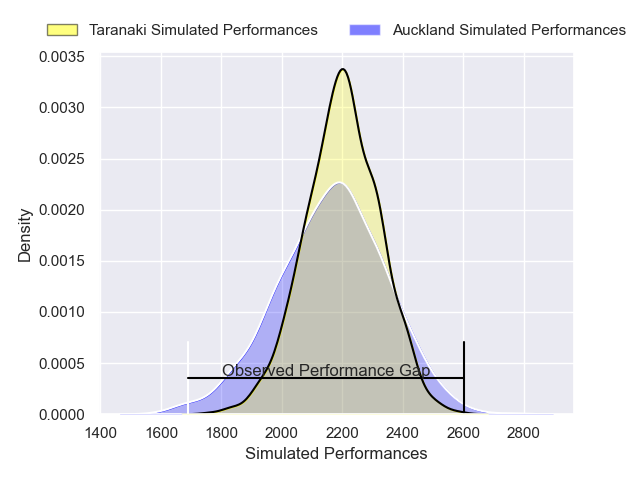 Taranaki Simulated Performances
Auckland Simulated Performances
0.0035
0.0030
0.0025
0.0020
0.0015
0.0010
0.0005
0.0000
Density
Observed Performance Gap
1400 1600 1800 2000 2200 2400 2600 2800
Simulated Performances